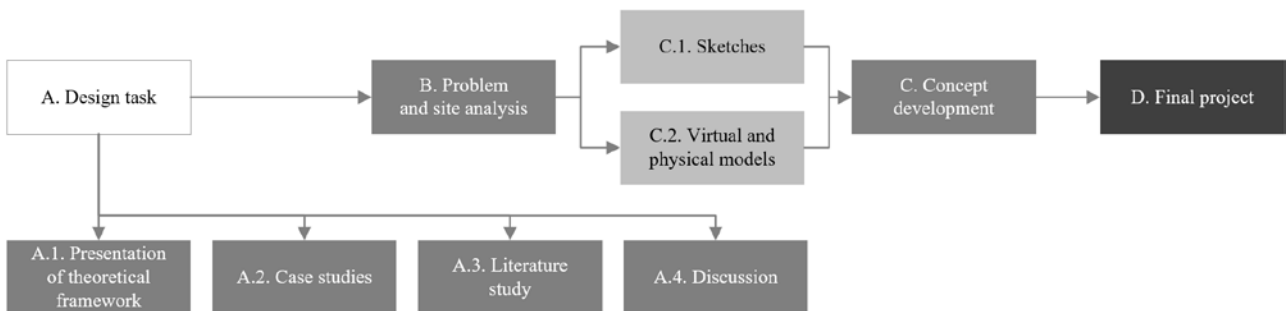 A. Design task
B. Problem
and site analysis
C.1. Sketches
C.2. Virtual and
physical models
C. Concept
development
D. Final project
A.1. Presentation
of theoretical
framework
A.2. Case studies
A.3. Literature
study
A.4. Discussion